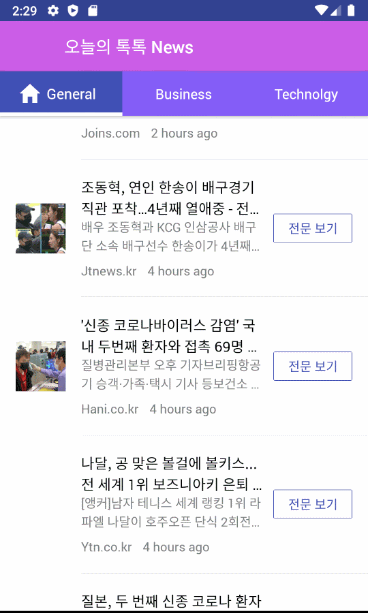 2:29
오늘의 톡톡 News
General
Business
Technolgy
Joins.com 2 hours ago
조동혁, 연인 한송이 배구경기
직관 포착…4년째 열애중 - 전…
배우 조동혁과 KCG 인삼공사 배구
단 소속 배구선수 한송이가 4년째…
전문 보기
Jtnews.kr 4 hours ago
'신종 코로나바이러스 감염' 국
내 두번째 환자와 접촉 69명 …
질병관리본부 오후 기자브리핑항공
기 승객·가족·택시 기사 등보건소 …
전문 보기
Hani.co.kr 4 hours ago
나달, 공 맞은 볼걸에 볼키스...
전 세계 1위 보즈니아키 은퇴 …
[앵커]남자 테니스 세계 랭킹 1위 라
파엘 나달이 호주오픈 단식 2회전…
전문 보기
Ytn.co.kr 4 hours ago
질본, 두 번째 신종 코로나 환자